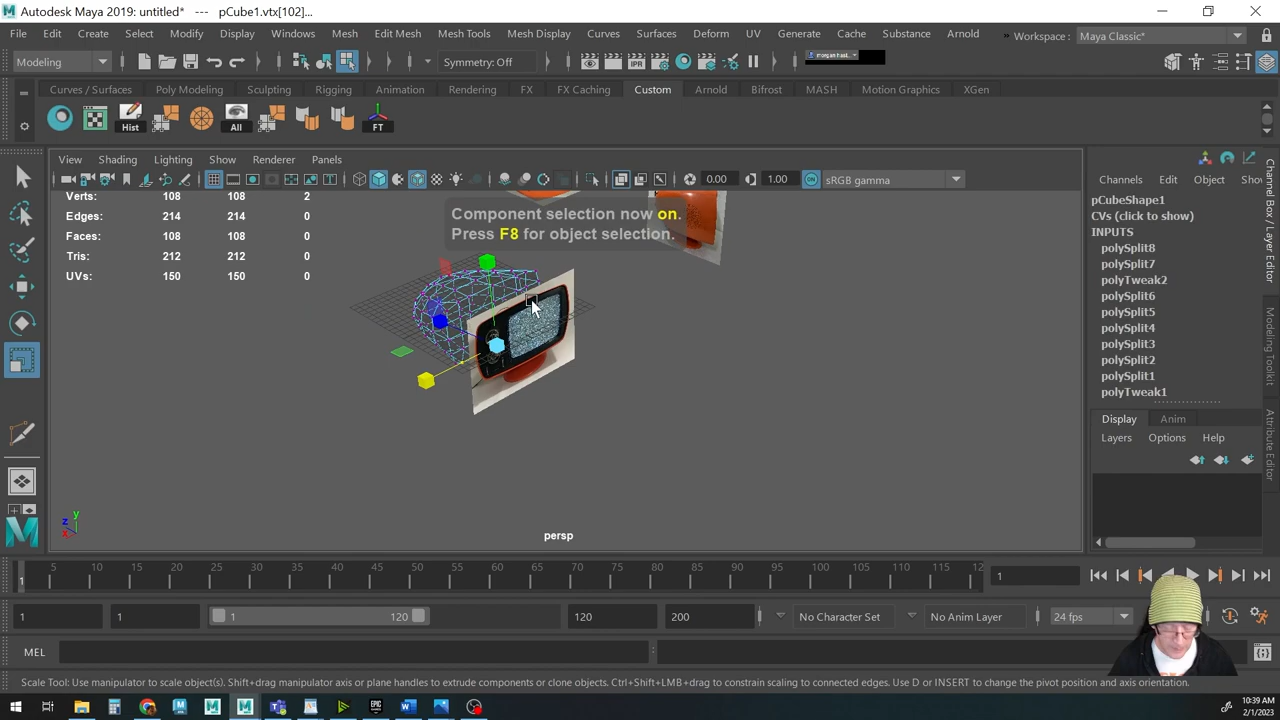 Autodesk Maya 2019: untitled* --- pCube1.vtx[102]...
File Edit Create Select Modify Display Windows Mesh Edit Mesh Mesh Tools Mesh Display Curves Surfaces Deform UV Generate Cache Substance Arnold » Workspace : Maya Classic*
Modeling Symmetry: Off
Curves / Surfaces Poly Modeling Sculpting Rigging Animation Rendering FX FX Caching Custom Arnold Bifrost MASH Motion Graphics XGen
Hist All FT
View Shading Lighting Show Renderer Panels
0.00 1.00 ON sRGB gamma
Verts: 108 108 2
Edges: 214 214 0
Faces: 108 108 0
Tris: 212 212 0
UVs: 150 150 0
Component selection now on.
Press F8 for object selection.
y
z
x
persp
Channels Edit Object Show
pCubeShape1
CVs (click to show)
INPUTS
polySplit8
polySplit7
polyTweak2
polySplit6
polySplit5
polySplit4
polySplit3
polySplit2
polySplit1
polyTweak1
Display Anim
Layers Options Help
Channel Box / Layer Editor
Modeling Toolkit
Attribute Editor
5 10 15 20 25 30 35 40 45 50 55 60 65 70 75 80 85 90 95 100 105 110 115 12
1 1
1 1 1 120 120 200 No Character Set No Anim Layer 24 fps
MEL
Scale Tool: Use manipulator to scale object(s). Shift+drag manipulator axis or plane handles to extrude components or clone objects. Ctrl+Shift+LMB+drag to constrain scaling to connected edges. Use D or INSERT to change the pivot position and axis orientation.
10:39 AM
2/1/2023